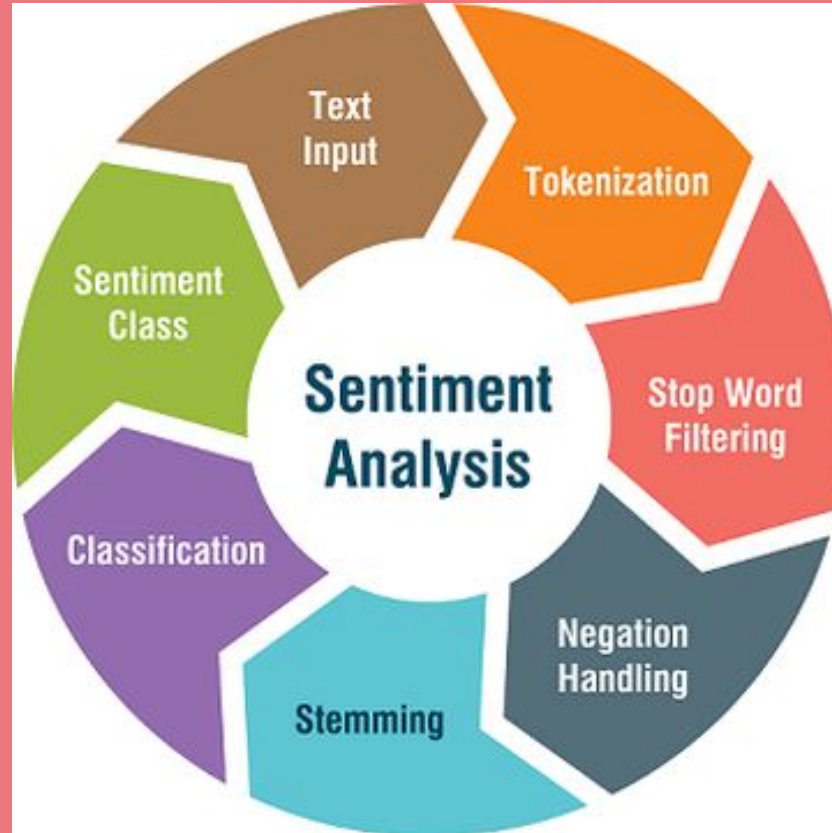 Text
Input
Tokenization
Stop Word
Filtering
Negation
Handling
Stemming
Classification
Sentiment
Class
Sentiment
Analysis